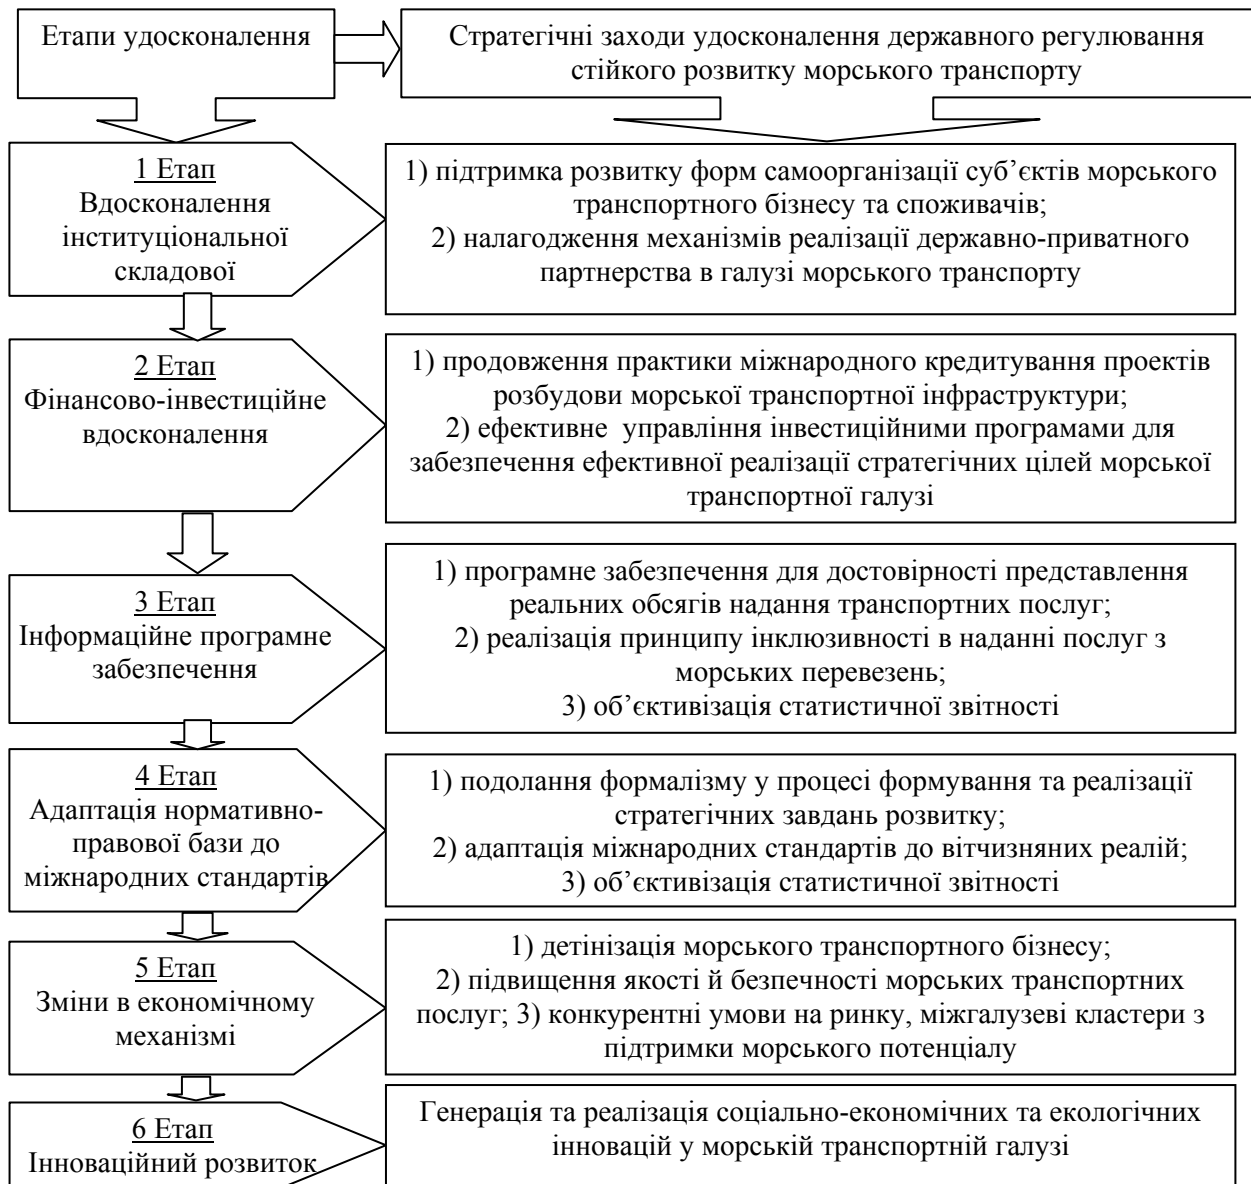 Етапи удосконалення
Стратегічні заходи удосконалення державного регулювання
стійкого розвитку морського транспорту
1 Етап
Вдосконалення
інституціональної
складової
1) підтримка розвитку форм самоорганізації суб’єктів морського
транспортного бізнесу та споживачів;
2) налагодження механізмів реалізації державно-приватного
партнерства в галузі морського транспорту
2 Етап
Фінансово-інвестиційне
вдосконалення
1) продовження практики міжнародного кредитування проектів
розбудови морської транспортної інфраструктури;
2) ефективне управління інвестиційними програмами для
забезпечення ефективної реалізації стратегічних цілей морської
транспортної галузі
3 Етап
Інформаційне програмне
забезпечення
1) програмне забезпечення для достовірності представлення
реальних обсягів надання транспортних послуг;
2) реалізація принципу інклюзивності в наданні послуг з
морських перевезень;
3) об’єктивізація статистичної звітності
4 Етап
Адаптація нормативно-
правової бази до
міжнародних стандартів
1) подолання формалізму у процесі формування та реалізації
стратегічних завдань розвитку;
2) адаптація міжнародних стандартів до вітчизняних реалій;
3) об’єктивізація статистичної звітності
5 Етап
Зміни в економічному
механізмі
1) детінізація морського транспортного бізнесу;
2) підвищення якості й безпечності морських транспортних
послуг; 3) конкурентні умови на ринку, міжгалузеві кластери з
підтримки морського потенціалу
6 Етап
Інноваційний розвиток
Генерація та реалізація соціально-економічних та екологічних
інновацій у морській транспортній галузі